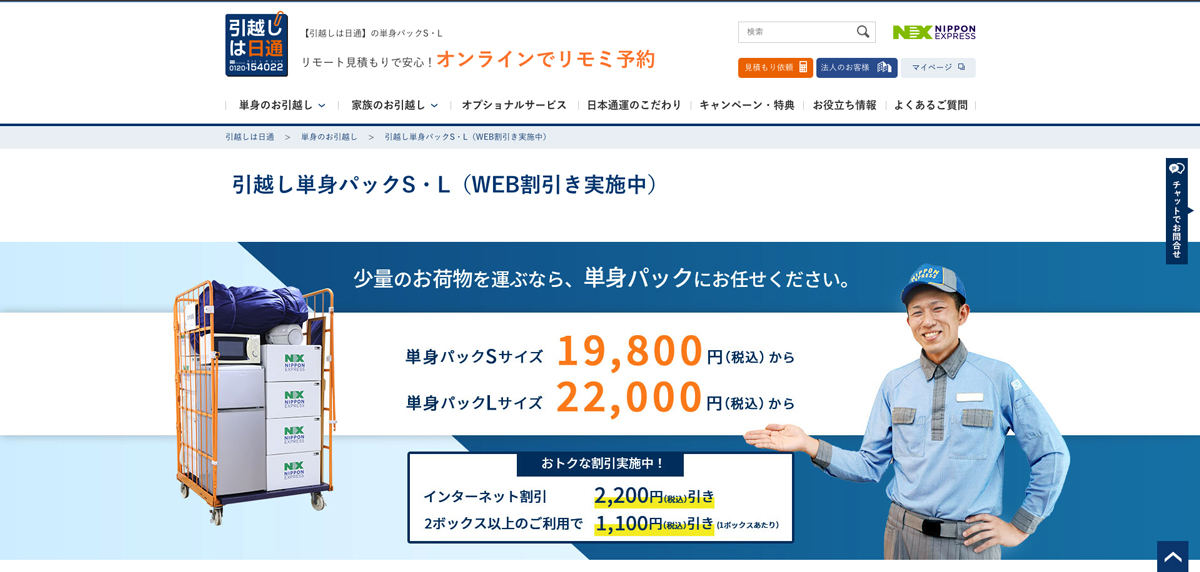 引越し
は日通
0120-154022
【引越しは日通】の単身パックS・L
リモート見積もりで安心！オンラインでリモミ予約
検索
NX NIPPON EXPRESS
見積もり依頼
法人のお客様
マイページ
単身のお引越し
家族のお引越し
オプショナルサービス
日本通運のこだわり
キャンペーン・特典
お役立ち情報
よくあるご質問
引越しは日通 > 単身のお引越し > 引越し単身パックS・L（WEB割引き実施中）
引越し単身パックS・L（WEB割引き実施中）
チャットでお問合せ
少量のお荷物を運ぶなら、単身パックにお任せください。
NIPPON EXPRESS
単身パックSサイズ 19,800円（税込）から
単身パックLサイズ 22,000円（税込）から
NX NIPPON EXPRESS
NX NIPPON EXPRESS
NX NIPPON EXPRESS
NX NIPPON EXPRESS
おトクな割引実施中！
インターネット割引 2,200円（税込）引き
2ボックス以上のご利用で 1,100円（税込）引き（1ボックスあたり）